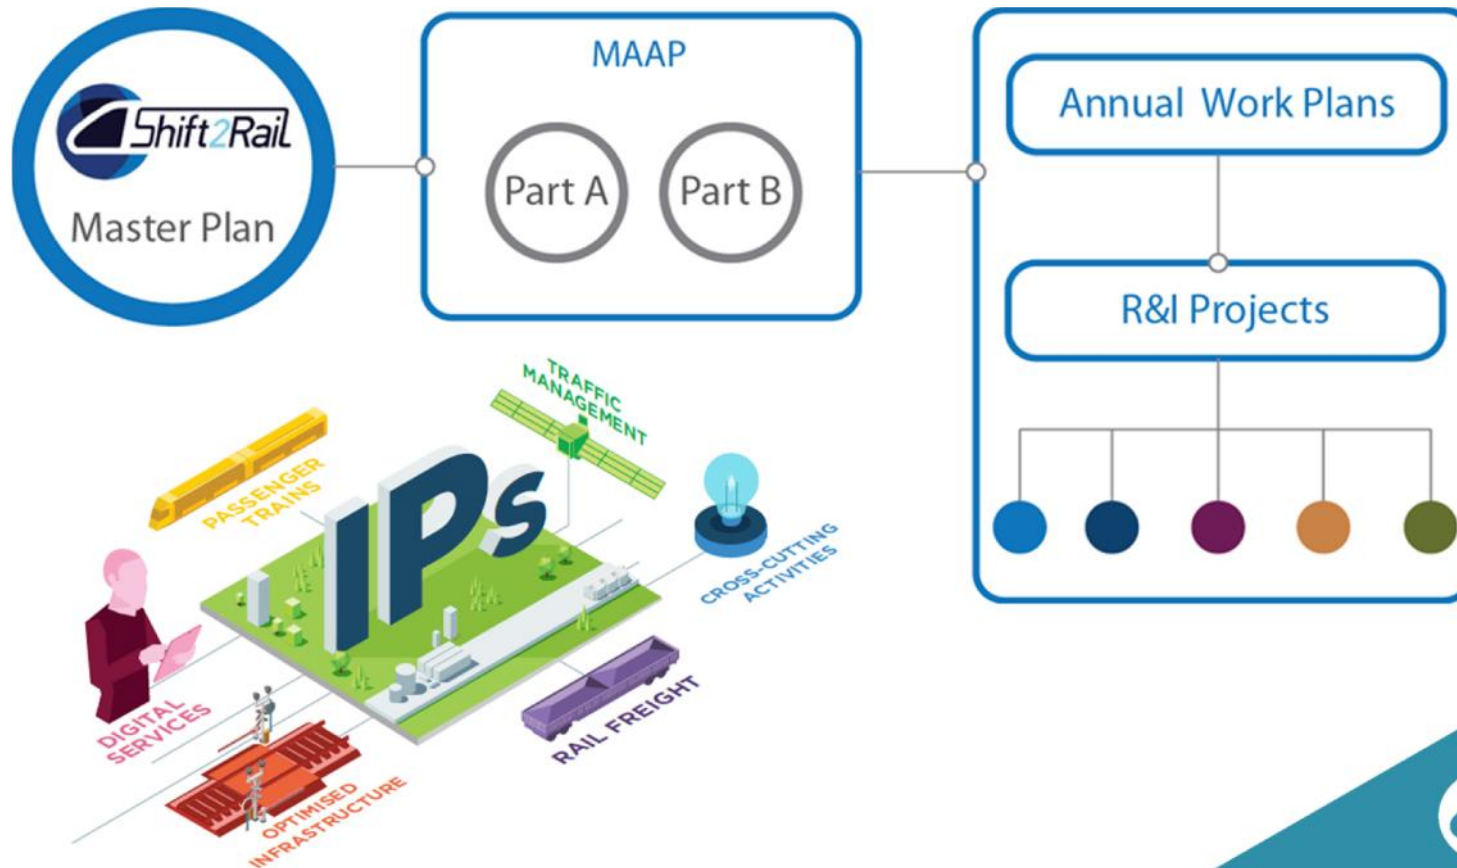 Shift2Rail
Master Plan
MAAP
Part A
Part B
Annual Work Plans
R&I Projects
TRAFFIC
MANAGEMENT
PASSENGER
TRAINS
IPs
CROSS-CUTTING
ACTIVITIES
DIGITAL
SERVICES
RAIL FREIGHT
OPTIMISED
INFRASTRUCTURE